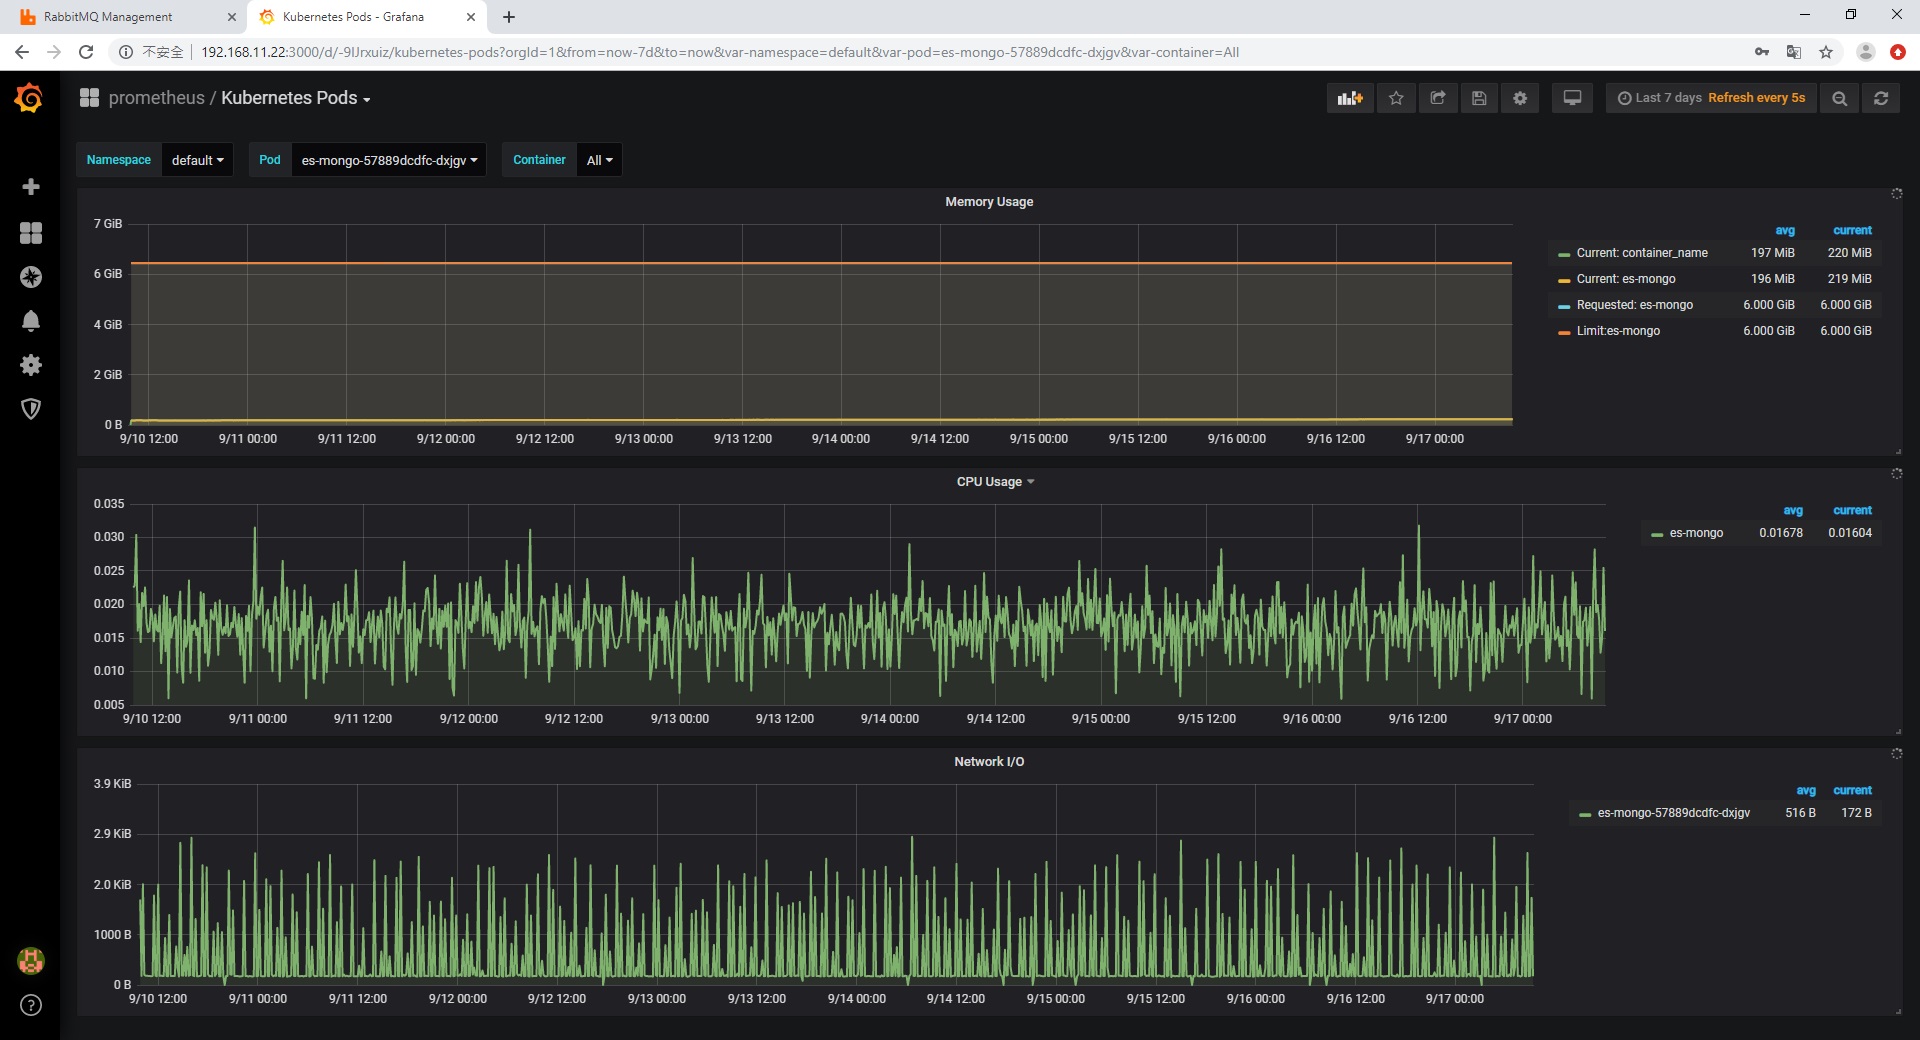 RabbitMQ Management
Kubernetes Pods - Grafana
不安全 192.168.11.22:3000/d/-9IJrxuiz/kubernetes-pods?orgId=1&from=now-7d&to=now&var-namespace=default&var-pod=es-mongo-57889dcdfc-dxjgv&var-container=All
prometheus / Kubernetes Pods
Last 7 days Refresh every 5s
Namespace default Pod es-mongo-57889dcdfc-dxjgv Container All
Memory Usage
7 GiB
6 GiB
4 GiB
2 GiB
0 B
9/10 12:00 9/11 00:00 9/11 12:00 9/12 00:00 9/12 12:00 9/13 00:00 9/13 12:00 9/14 00:00 9/14 12:00 9/15 00:00 9/15 12:00 9/16 00:00 9/16 12:00 9/17 00:00
avg current
Current: container_name 197 MiB 220 MiB
Current: es-mongo 196 MiB 219 MiB
Requested: es-mongo 6.000 GiB 6.000 GiB
Limit:es-mongo 6.000 GiB 6.000 GiB
CPU Usage
0.035
0.030
0.025
0.020
0.015
0.010
0.005
9/10 12:00 9/11 00:00 9/11 12:00 9/12 00:00 9/12 12:00 9/13 00:00 9/13 12:00 9/14 00:00 9/14 12:00 9/15 00:00 9/15 12:00 9/16 00:00 9/16 12:00 9/17 00:00
avg current
es-mongo 0.01678 0.01604
Network I/O
3.9 KiB
2.9 KiB
2.0 KiB
1000 B
0 B
9/10 12:00 9/11 00:00 9/11 12:00 9/12 00:00 9/12 12:00 9/13 00:00 9/13 12:00 9/14 00:00 9/14 12:00 9/15 00:00 9/15 12:00 9/16 00:00 9/16 12:00 9/17 00:00
avg current
es-mongo-57889dcdfc-dxjgv 516 B 172 B